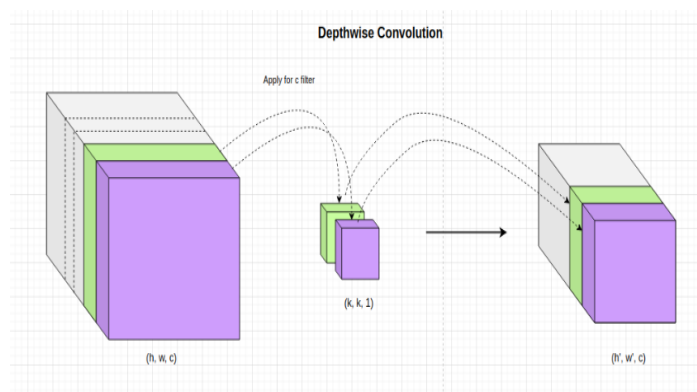 Depthwise Convolution
Apply for c filter
(k, k, 1)
(h, w, c)
(h', w', c)